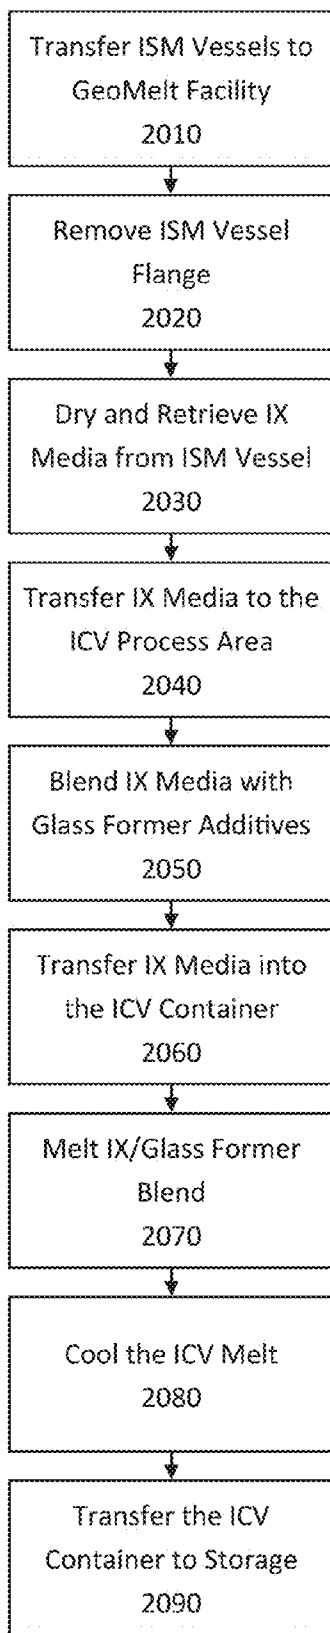 Transfer ISM Vessels to
GeoMelt Facility
2010
Remove ISM Vessel
Flange
2020
Dry and Retrieve IX
Media from ISM Vessel
2030
Transfer IX Media to the
ICV Process Area
2040
Blend IX Media with
Glass Former Additives
2050
Transfer IX Media into
the ICV Container
2060
Melt IX/Glass Former
Blend
2070
Cool the ICV Melt
2080
Transfer the ICV
Container to Storage
2090